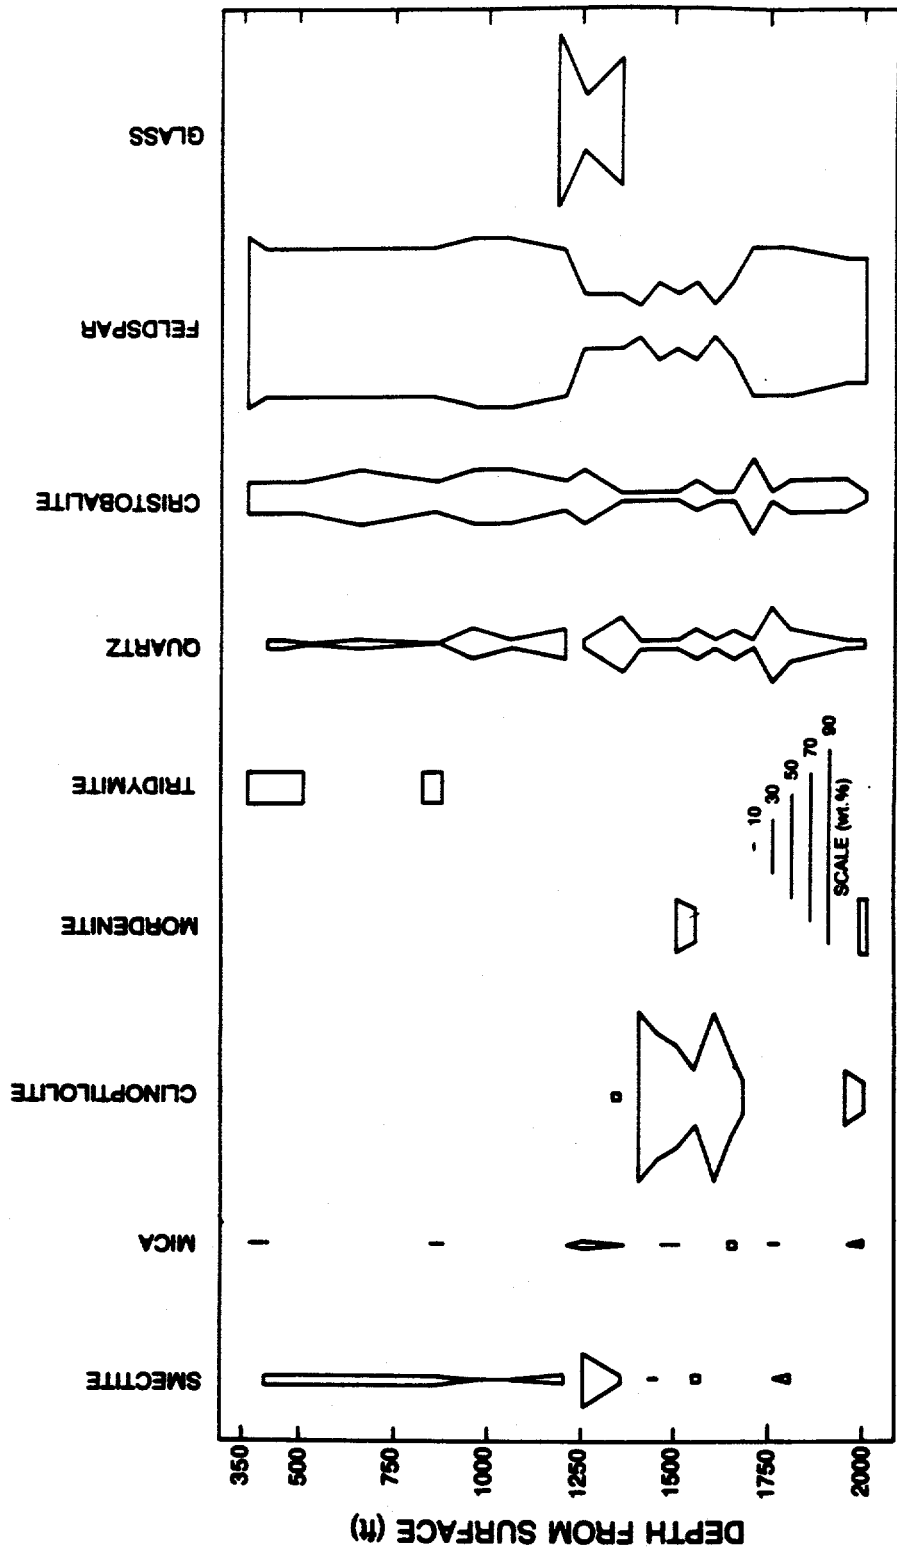 SMECTITE
MICA
CLINOPTILOLITE
MORDENITE
TRIDYMITE
QUARTZ
CRISTOBALITE
FELDSPAR
GLASS
DEPTH FROM SURFACE (ft)
350
500
750
1000
1250
1500
1750
2000
10
30
50
70
90
SCALE (wt.%)